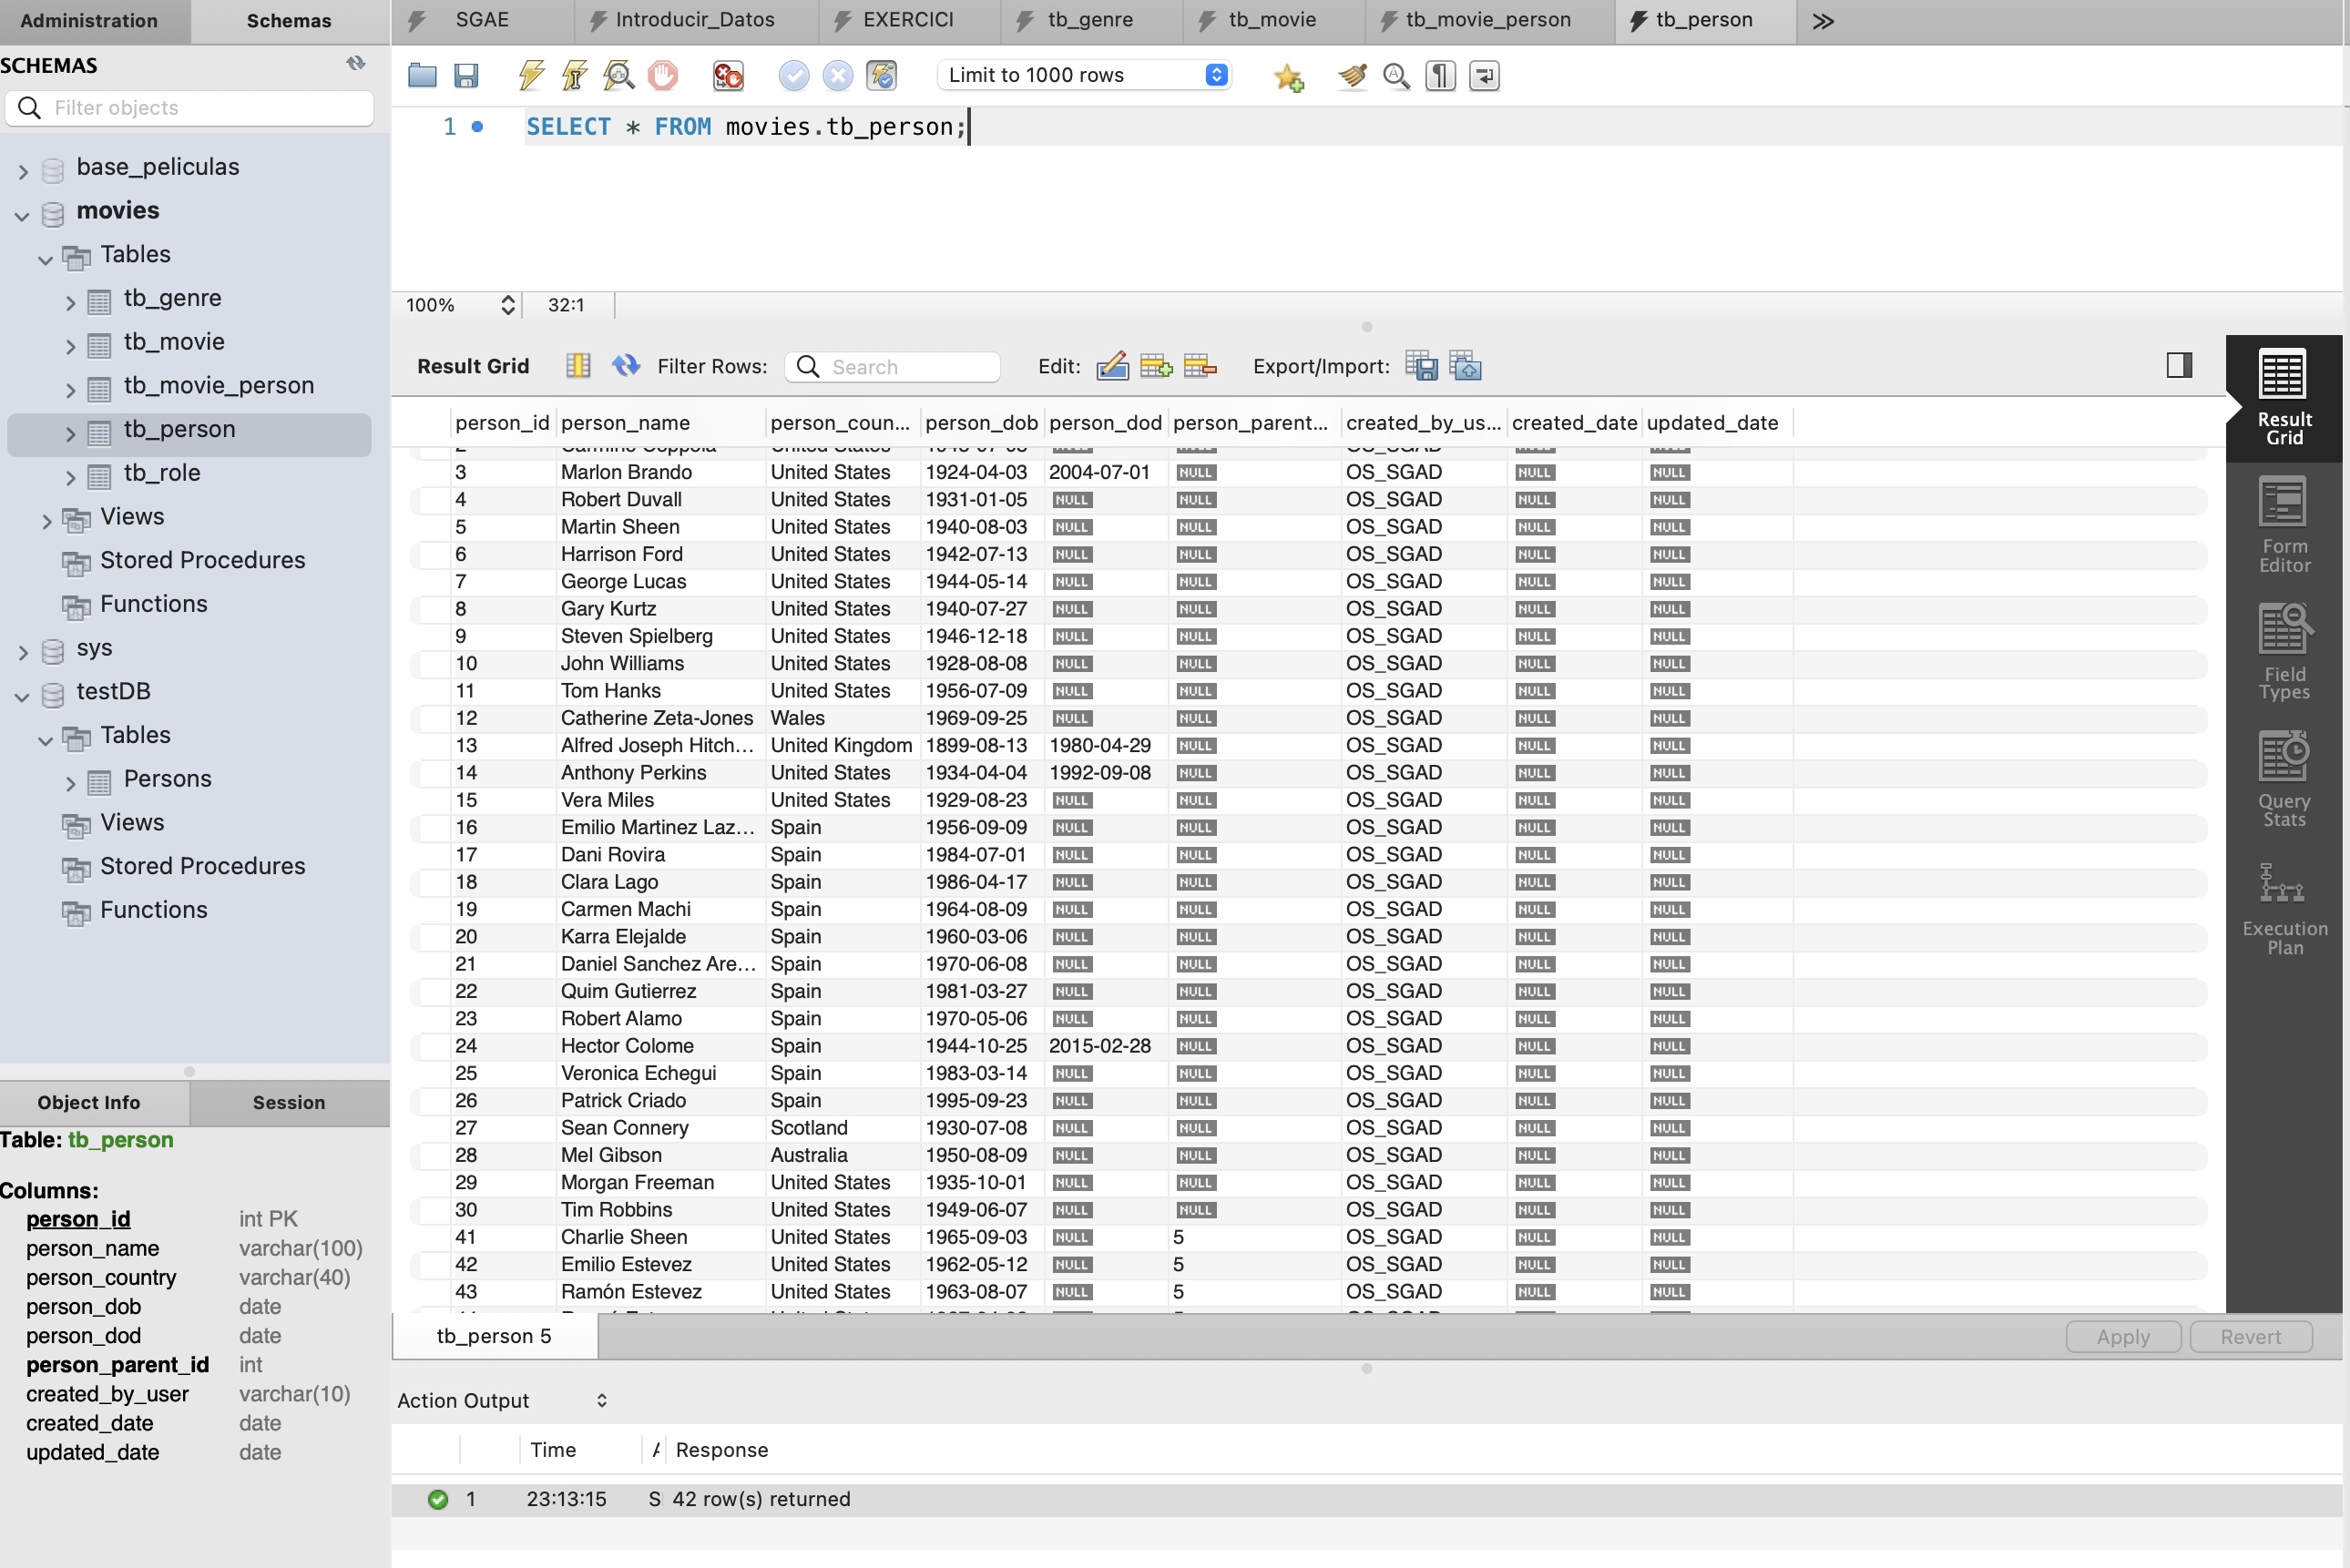 Administration Schemas
SGAE Introducir_Datos EXERCICI tb_genre tb_movie tb_movie_person tb_person
SCHEMAS
Filter objects
base_peliculas
movies
Tables
tb_genre
tb_movie
tb_movie_person
tb_person
tb_role
Views
Stored Procedures
Functions
sys
testDB
Tables
Persons
Views
Stored Procedures
Functions
Object Info Session
Table: tb_person
Columns:
person_id int PK
person_name varchar(100)
person_country varchar(40)
person_dob date
person_dod date
person_parent_id int
created_by_user varchar(10)
created_date date
updated_date date
Limit to 1000 rows
1 SELECT * FROM movies.tb_person;
100% 32:1
Result Grid Filter Rows: Search Edit: Export/Import:
person_id person_name person_coun... person_dob person_dod person_parent... created_by_us... created_date updated_date
3 Marlon Brando United States 1924-04-03 2004-07-01 NULL OS_SGAD NULL NULL
4 Robert Duvall United States 1931-01-05 NULL NULL OS_SGAD NULL NULL
5 Martin Sheen United States 1940-08-03 NULL NULL OS_SGAD NULL NULL
6 Harrison Ford United States 1942-07-13 NULL NULL OS_SGAD NULL NULL
7 George Lucas United States 1944-05-14 NULL NULL OS_SGAD NULL NULL
8 Gary Kurtz United States 1940-07-27 NULL NULL OS_SGAD NULL NULL
9 Steven Spielberg United States 1946-12-18 NULL NULL OS_SGAD NULL NULL
10 John Williams United States 1928-08-08 NULL NULL OS_SGAD NULL NULL
11 Tom Hanks United States 1956-07-09 NULL NULL OS_SGAD NULL NULL
12 Catherine Zeta-Jones Wales 1969-09-25 NULL NULL OS_SGAD NULL NULL
13 Alfred Joseph Hitch... United Kingdom 1899-08-13 1980-04-29 NULL OS_SGAD NULL NULL
14 Anthony Perkins United States 1934-04-04 1992-09-08 NULL OS_SGAD NULL NULL
15 Vera Miles United States 1929-08-23 NULL NULL OS_SGAD NULL NULL
16 Emilio Martinez Laz... Spain 1956-09-09 NULL NULL OS_SGAD NULL NULL
17 Dani Rovira Spain 1984-07-01 NULL NULL OS_SGAD NULL NULL
18 Clara Lago Spain 1986-04-17 NULL NULL OS_SGAD NULL NULL
19 Carmen Machi Spain 1964-08-09 NULL NULL OS_SGAD NULL NULL
20 Karra Elejalde Spain 1960-03-06 NULL NULL OS_SGAD NULL NULL
21 Daniel Sanchez Are... Spain 1970-06-08 NULL NULL OS_SGAD NULL NULL
22 Quim Gutierrez Spain 1981-03-27 NULL NULL OS_SGAD NULL NULL
23 Robert Alamo Spain 1970-05-06 NULL NULL OS_SGAD NULL NULL
24 Hector Colome Spain 1944-10-25 2015-02-28 NULL OS_SGAD NULL NULL
25 Veronica Echegui Spain 1983-03-14 NULL NULL OS_SGAD NULL NULL
26 Patrick Criado Spain 1995-09-23 NULL NULL OS_SGAD NULL NULL
27 Sean Connery Scotland 1930-07-08 NULL NULL OS_SGAD NULL NULL
28 Mel Gibson Australia 1950-08-09 NULL NULL OS_SGAD NULL NULL
29 Morgan Freeman United States 1935-10-01 NULL NULL OS_SGAD NULL NULL
30 Tim Robbins United States 1949-06-07 NULL NULL OS_SGAD NULL NULL
41 Charlie Sheen United States 1965-09-03 NULL 5 OS_SGAD NULL NULL
42 Emilio Estevez United States 1962-05-12 NULL 5 OS_SGAD NULL NULL
43 Ramón Estevez United States 1963-08-07 NULL 5 OS_SGAD NULL NULL
Result Grid
Form Editor
Field Types
Query Stats
Execution Plan
tb_person 5 Apply Revert
Action Output
Time A Response
1 23:13:15 S 42 row(s) returned